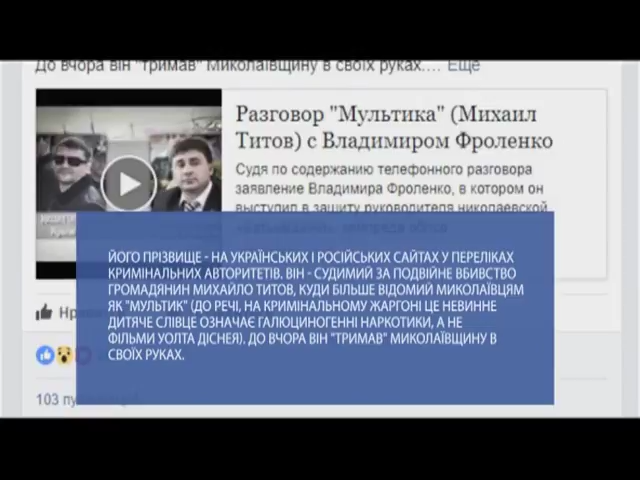 До вчора він "тримав" Миколаївщину в своїх руках.... Еще
Разговор "Мультика" (Михаил
Титов) с Владимиром Фроленко
Судя по содержанию телефонного разговора
заявление Владимира Фроленко, в котором он
выступил в защиту руководителя николаевской
ЙОГО ПРІЗВИЩЕ - НА УКРАЇНСЬКИХ І РОСІЙСЬКИХ САЙТАХ У ПЕРЕЛІКАХ
КРИМІНАЛЬНИХ АВТОРИТЕТІВ. ВІН - СУДИМИЙ ЗА ПОДВІЙНЕ ВБИВСТВО
ГРОМАДЯНИН МИХАЙЛО ТИТОВ, КУДИ БІЛЬШЕ ВІДОМИЙ МИКОЛАЇВЦЯМ
ЯК "МУЛЬТИК" (ДО РЕЧІ, НА КРИМІНАЛЬНОМУ ЖАРГОНІ ЦЕ НЕВИННЕ
ДИТЯЧЕ СЛІВЦЕ ОЗНАЧАЄ ГАЛЮЦИНОГЕННІ НАРКОТИКИ, А НЕ
ФІЛЬМИ УОЛТА ДІСНЕЯ). ДО ВЧОРА ВІН "ТРИМАВ" МИКОЛАЇВЩИНУ В
СВОЇХ РУКАХ.
103